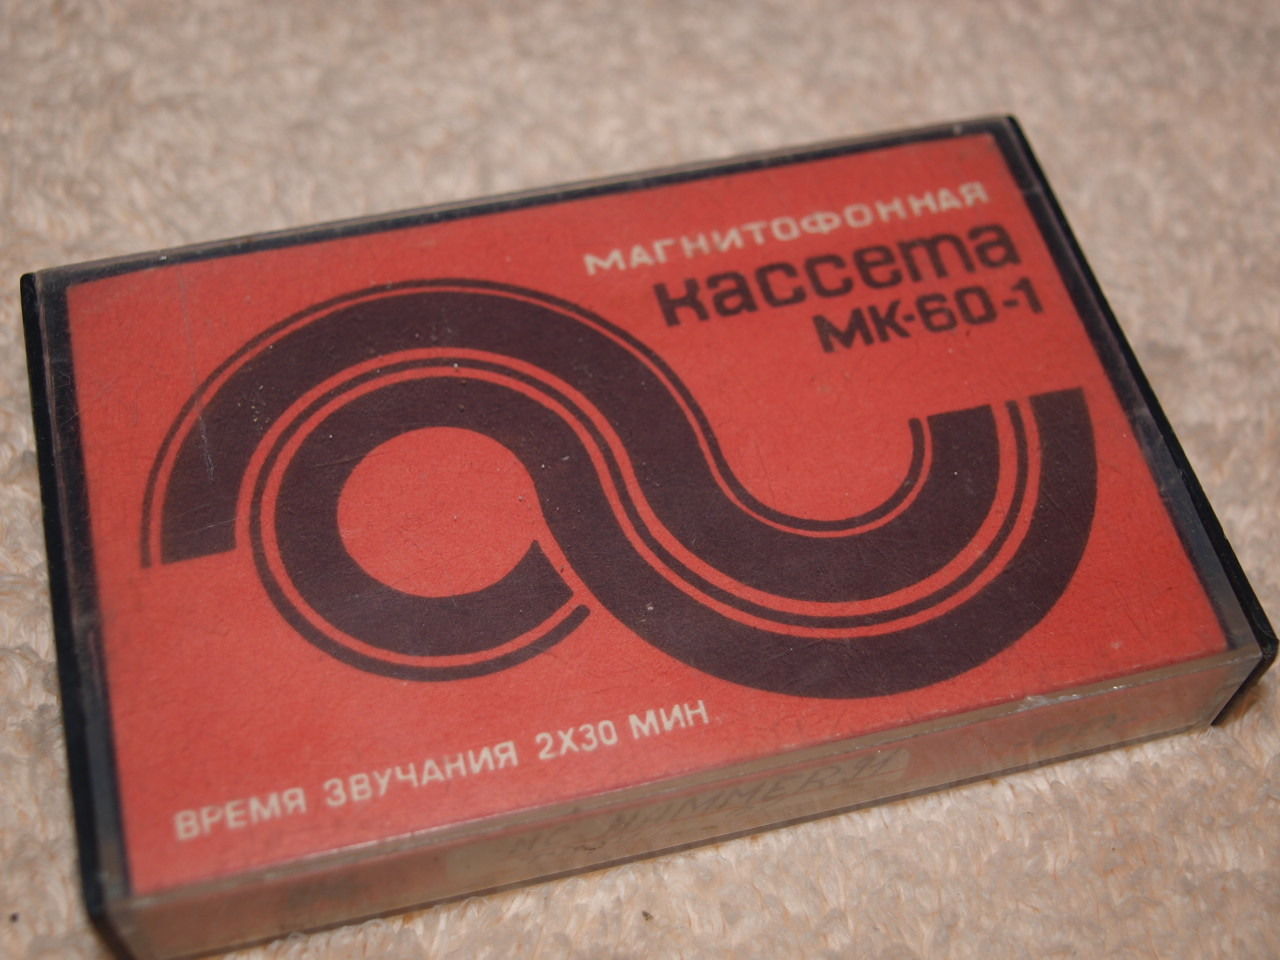 МАГНИТОФОННАЯ
кассета
МК-60-1
ВРЕМЯ ЗВУЧАНИЯ 2Х30 МИН